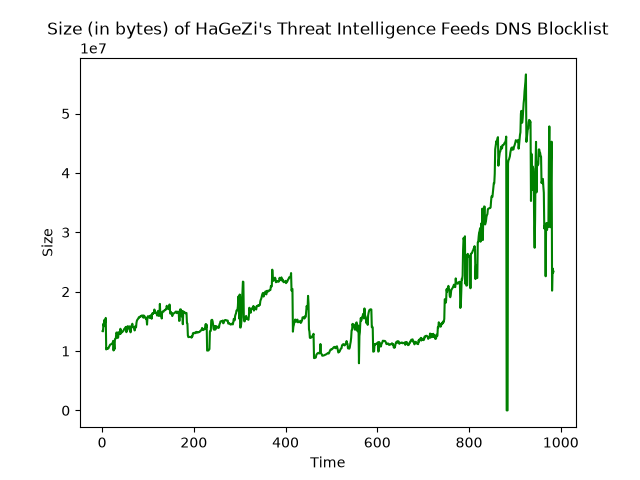 Size (in bytes) of HaGeZi's Threat Intelligence Feeds DNS Blocklist
1e7
5
4
3
2
1
0
Size
0 200 400 600 800 1000
Time